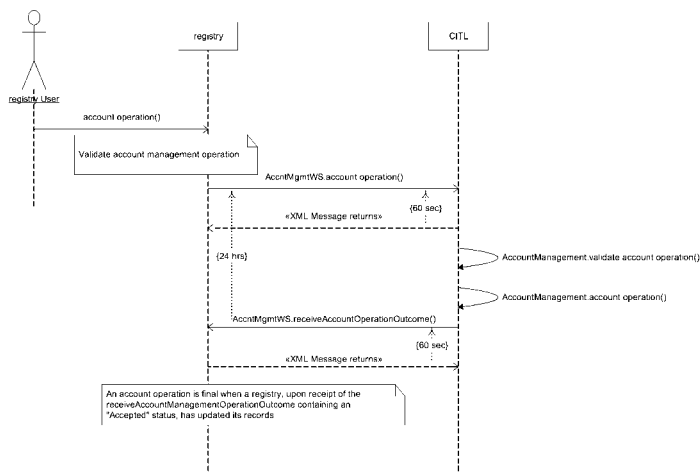 registry
CITL
registry User
account operation()
Validate account management operation
AccntMgmtWS.account operation()
{60 sec}
«XML Message returns»
{24 hrs}
AccountManagement.validate account operation()
AccountManagement.account operation()
AccntMgmtWS.receiveAccountOperationOutcome()
{60 sec}
«XML Message returns»
An account operation is final when a registry, upon receipt of the
receiveAccountManagementOperationOutcome containing an
"Accepted" status, has updated its records